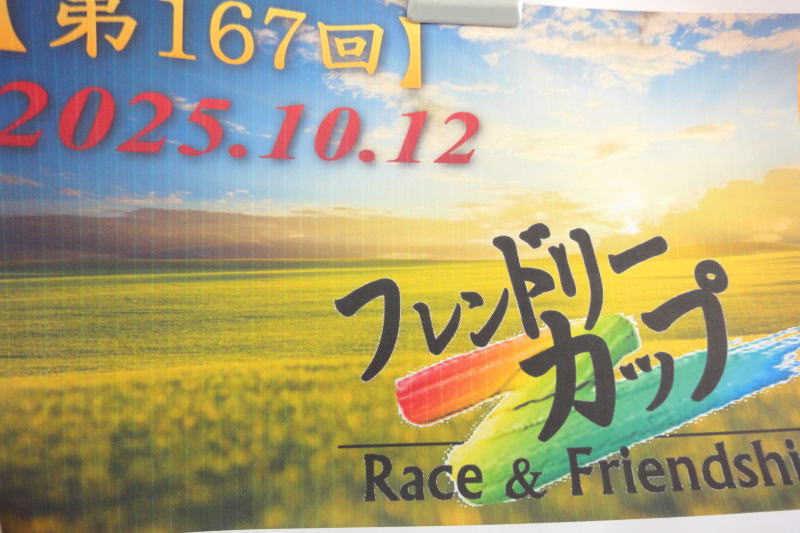 【第167回】
2025.10.12
フレンドリー
カップ
Race & Friendshi